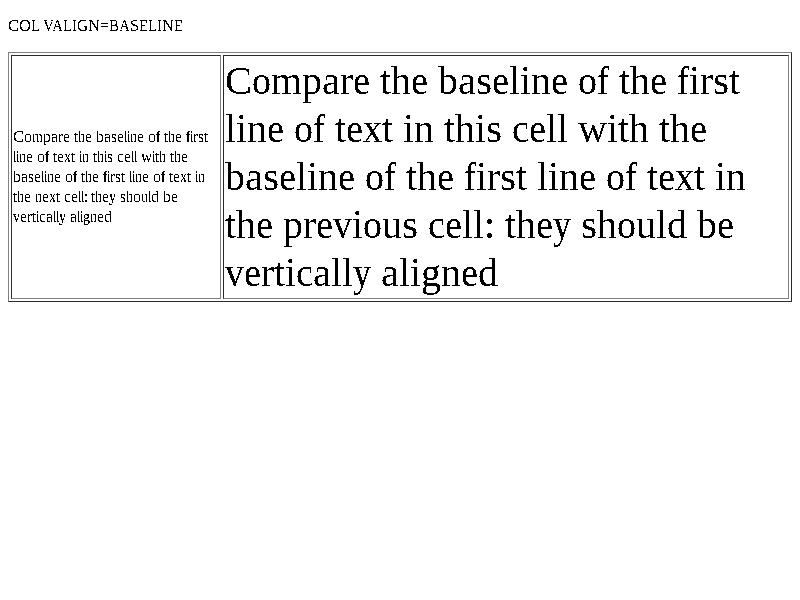 COL VALIGN=BASELINE
Compare the baseline of the first
line of text in this cell with the
baseline of the first line of text in
the next cell: they should be
vertically aligned
Compare the baseline of the first
line of text in this cell with the
baseline of the first line of text in
the previous cell: they should be
vertically aligned